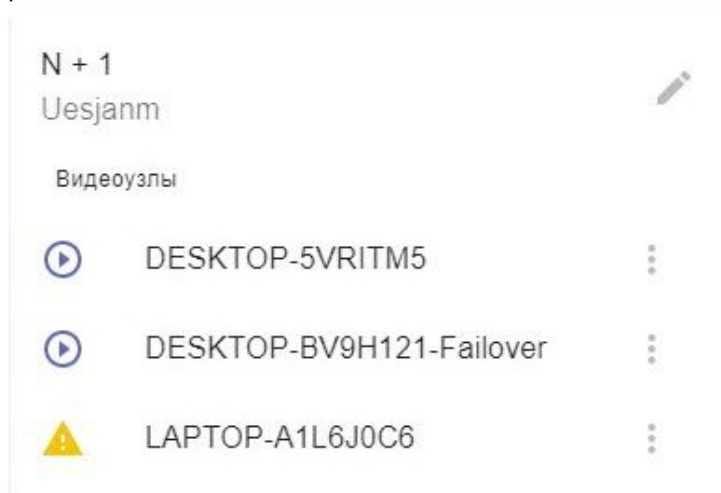 N + 1
Uesjanm
Видеоузлы
DESKTOP-5VRITM5
DESKTOP-BV9H121-Failover
LAPTOP-A1L6J0C6